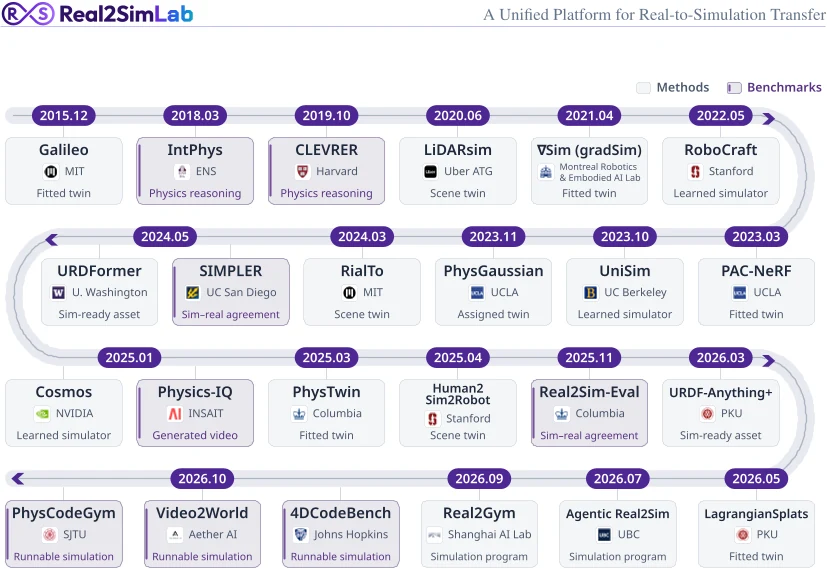 RS Real2SimLab
A Unified Platform for Real-to-Simulation Transfer
Methods
Benchmarks
2015.12
2018.03
2019.10
2020.06
2021.04
2022.05
Galileo
MIT
Fitted twin
IntPhys
ENS
Physics reasoning
CLEVRER
Harvard
Physics reasoning
LiDARsim
Uber ATG
Scene twin
∇Sim (gradSim)
Montreal Robotics
& Embodied AI Lab
Fitted twin
RoboCraft
Stanford
Learned simulator
2024.05
2024.03
2023.11
2023.10
2023.03
URDFormer
U. Washington
Sim-ready asset
SIMPLER
UC San Diego
Sim–real agreement
RialTo
MIT
Scene twin
PhysGaussian
UCLA
Assigned twin
UniSim
UC Berkeley
Learned simulator
PAC-NeRF
UCLA
Fitted twin
2025.01
2025.03
2025.04
2025.11
2026.03
Cosmos
NVIDIA
Learned simulator
Physics-IQ
INSAIT
Generated video
PhysTwin
Columbia
Fitted twin
Human2
Sim2Robot
Stanford
Scene twin
Real2Sim-Eval
Columbia
Sim–real agreement
URDF-Anything+
PKU
Sim-ready asset
2026.10
2026.09
2026.07
2026.05
PhysCodeGym
SJTU
Runnable simulation
Video2World
Aether AI
Runnable simulation
4DCodeBench
Johns Hopkins
Runnable simulation
Real2Gym
Shanghai AI Lab
Simulation program
Agentic Real2Sim
UBC
Simulation program
LagrangianSplats
PKU
Fitted twin